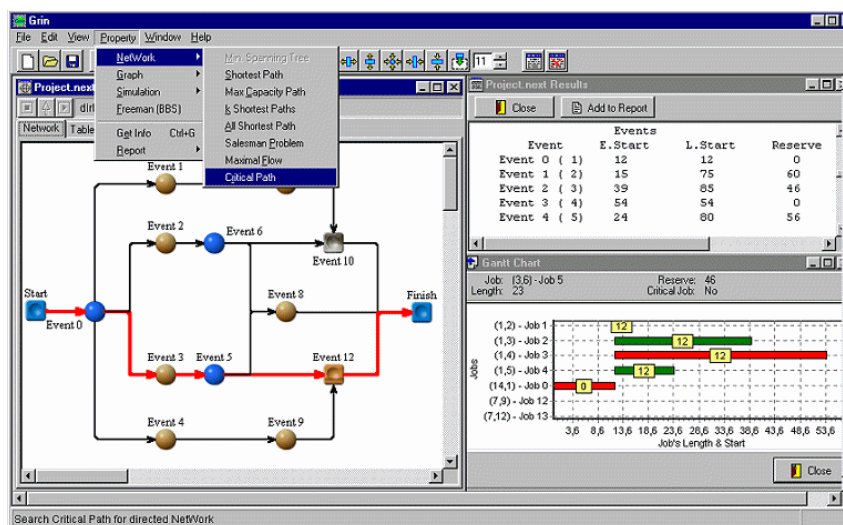 Grin
File Edit View Property Window Help
11
NetWork
Graph
Simulation
Freeman (BBS)
Get Info Ctrl+G
Report
Min. Spanning Tree
Shortest Path
Max Capacity Path
k Shortest Paths
All Shortest Path
Salesman Problem
Maximal Flow
Critical Path
Project.next
Network Table
Event 1
Event 2
Event 6
Event 10
Start
Event 0
Event 8
Finish
Event 3
Event 5
Event 12
Event 4
Event 9
Project.next Results
Close
Add to Report
Events
Event E.Start L.Start Reserve
Event 0 ( 1) 12 12 0
Event 1 ( 2) 15 75 60
Event 2 ( 3) 39 85 46
Event 3 ( 4) 54 54 0
Event 4 ( 5) 24 80 56
Gantt Chart
Job: (3,6) - Job 5 Reserve: 46
Length: 23 Critical Job: No
Jobs
(1,2) - Job 1 12
(1,3) - Job 2 12
(1,4) - Job 3 12
(1,5) - Job 4 12
(14,1) - Job 0 0
(7,9) - Job 12
(7,12) - Job 13
3,6 8,6 13,6 18,6 23,6 28,6 33,6 38,6 43,6 48,6 53,6
Job's Length & Start
Close
Search Critical Path for directed NetWork